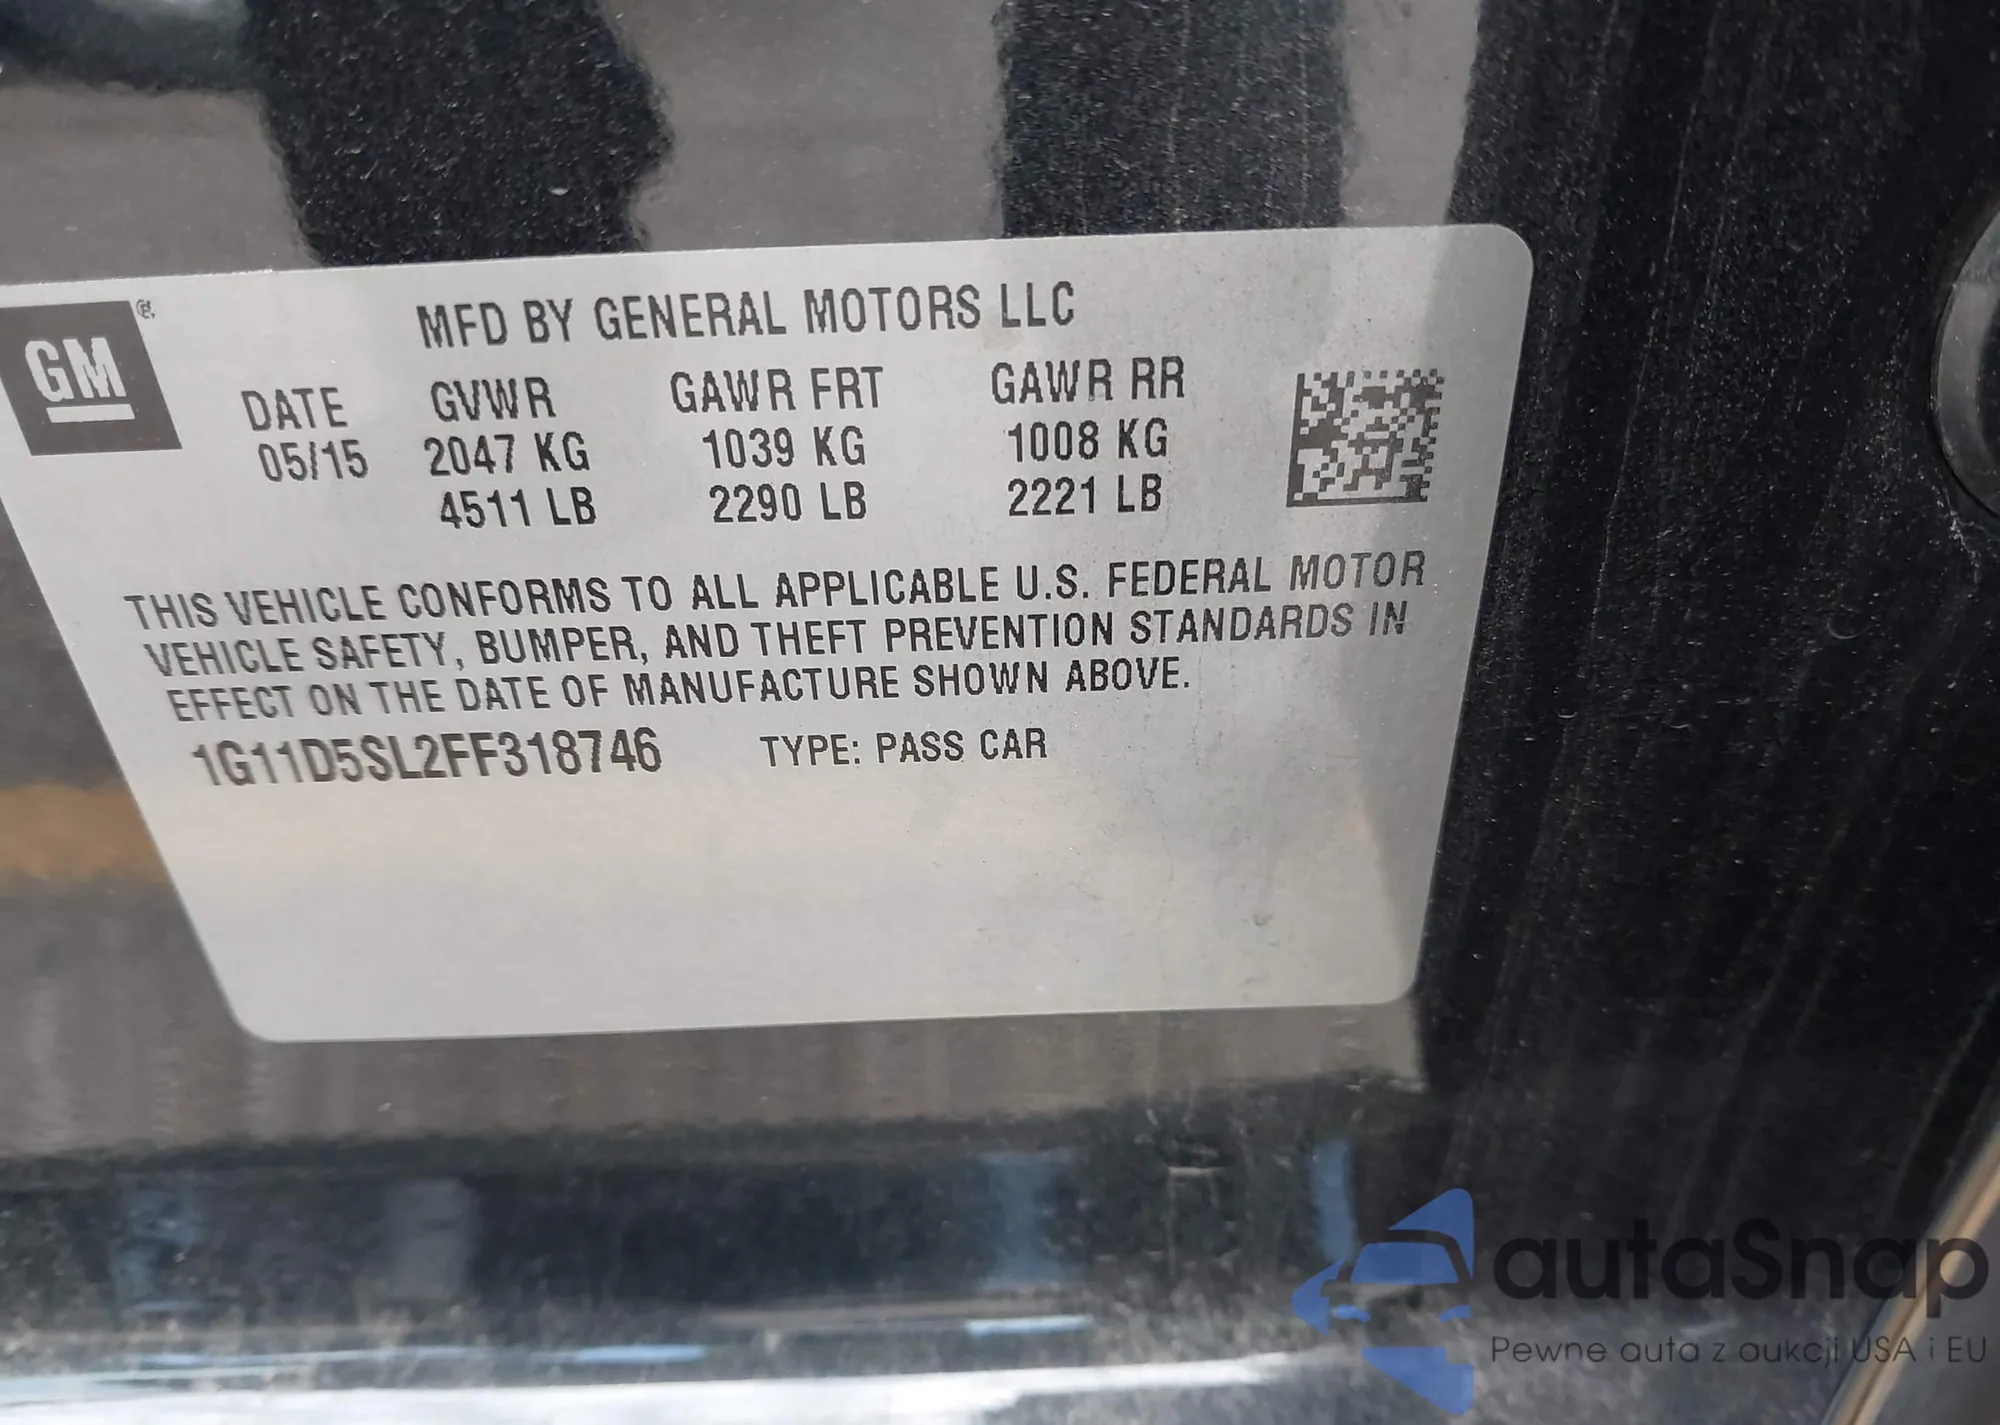 GM ®
MFD BY GENERAL MOTORS LLC
DATE GVWR GAWR FRT GAWR RR
05/15 2047 KG 1039 KG 1008 KG
4511 LB 2290 LB 2221 LB
THIS VEHICLE CONFORMS TO ALL APPLICABLE U.S. FEDERAL MOTOR
VEHICLE SAFETY, BUMPER, AND THEFT PREVENTION STANDARDS IN
EFFECT ON THE DATE OF MANUFACTURE SHOWN ABOVE.
1G11D5SL2FF318746 TYPE: PASS CAR
autaSnap
Pewne auta z aukcji USA i EU